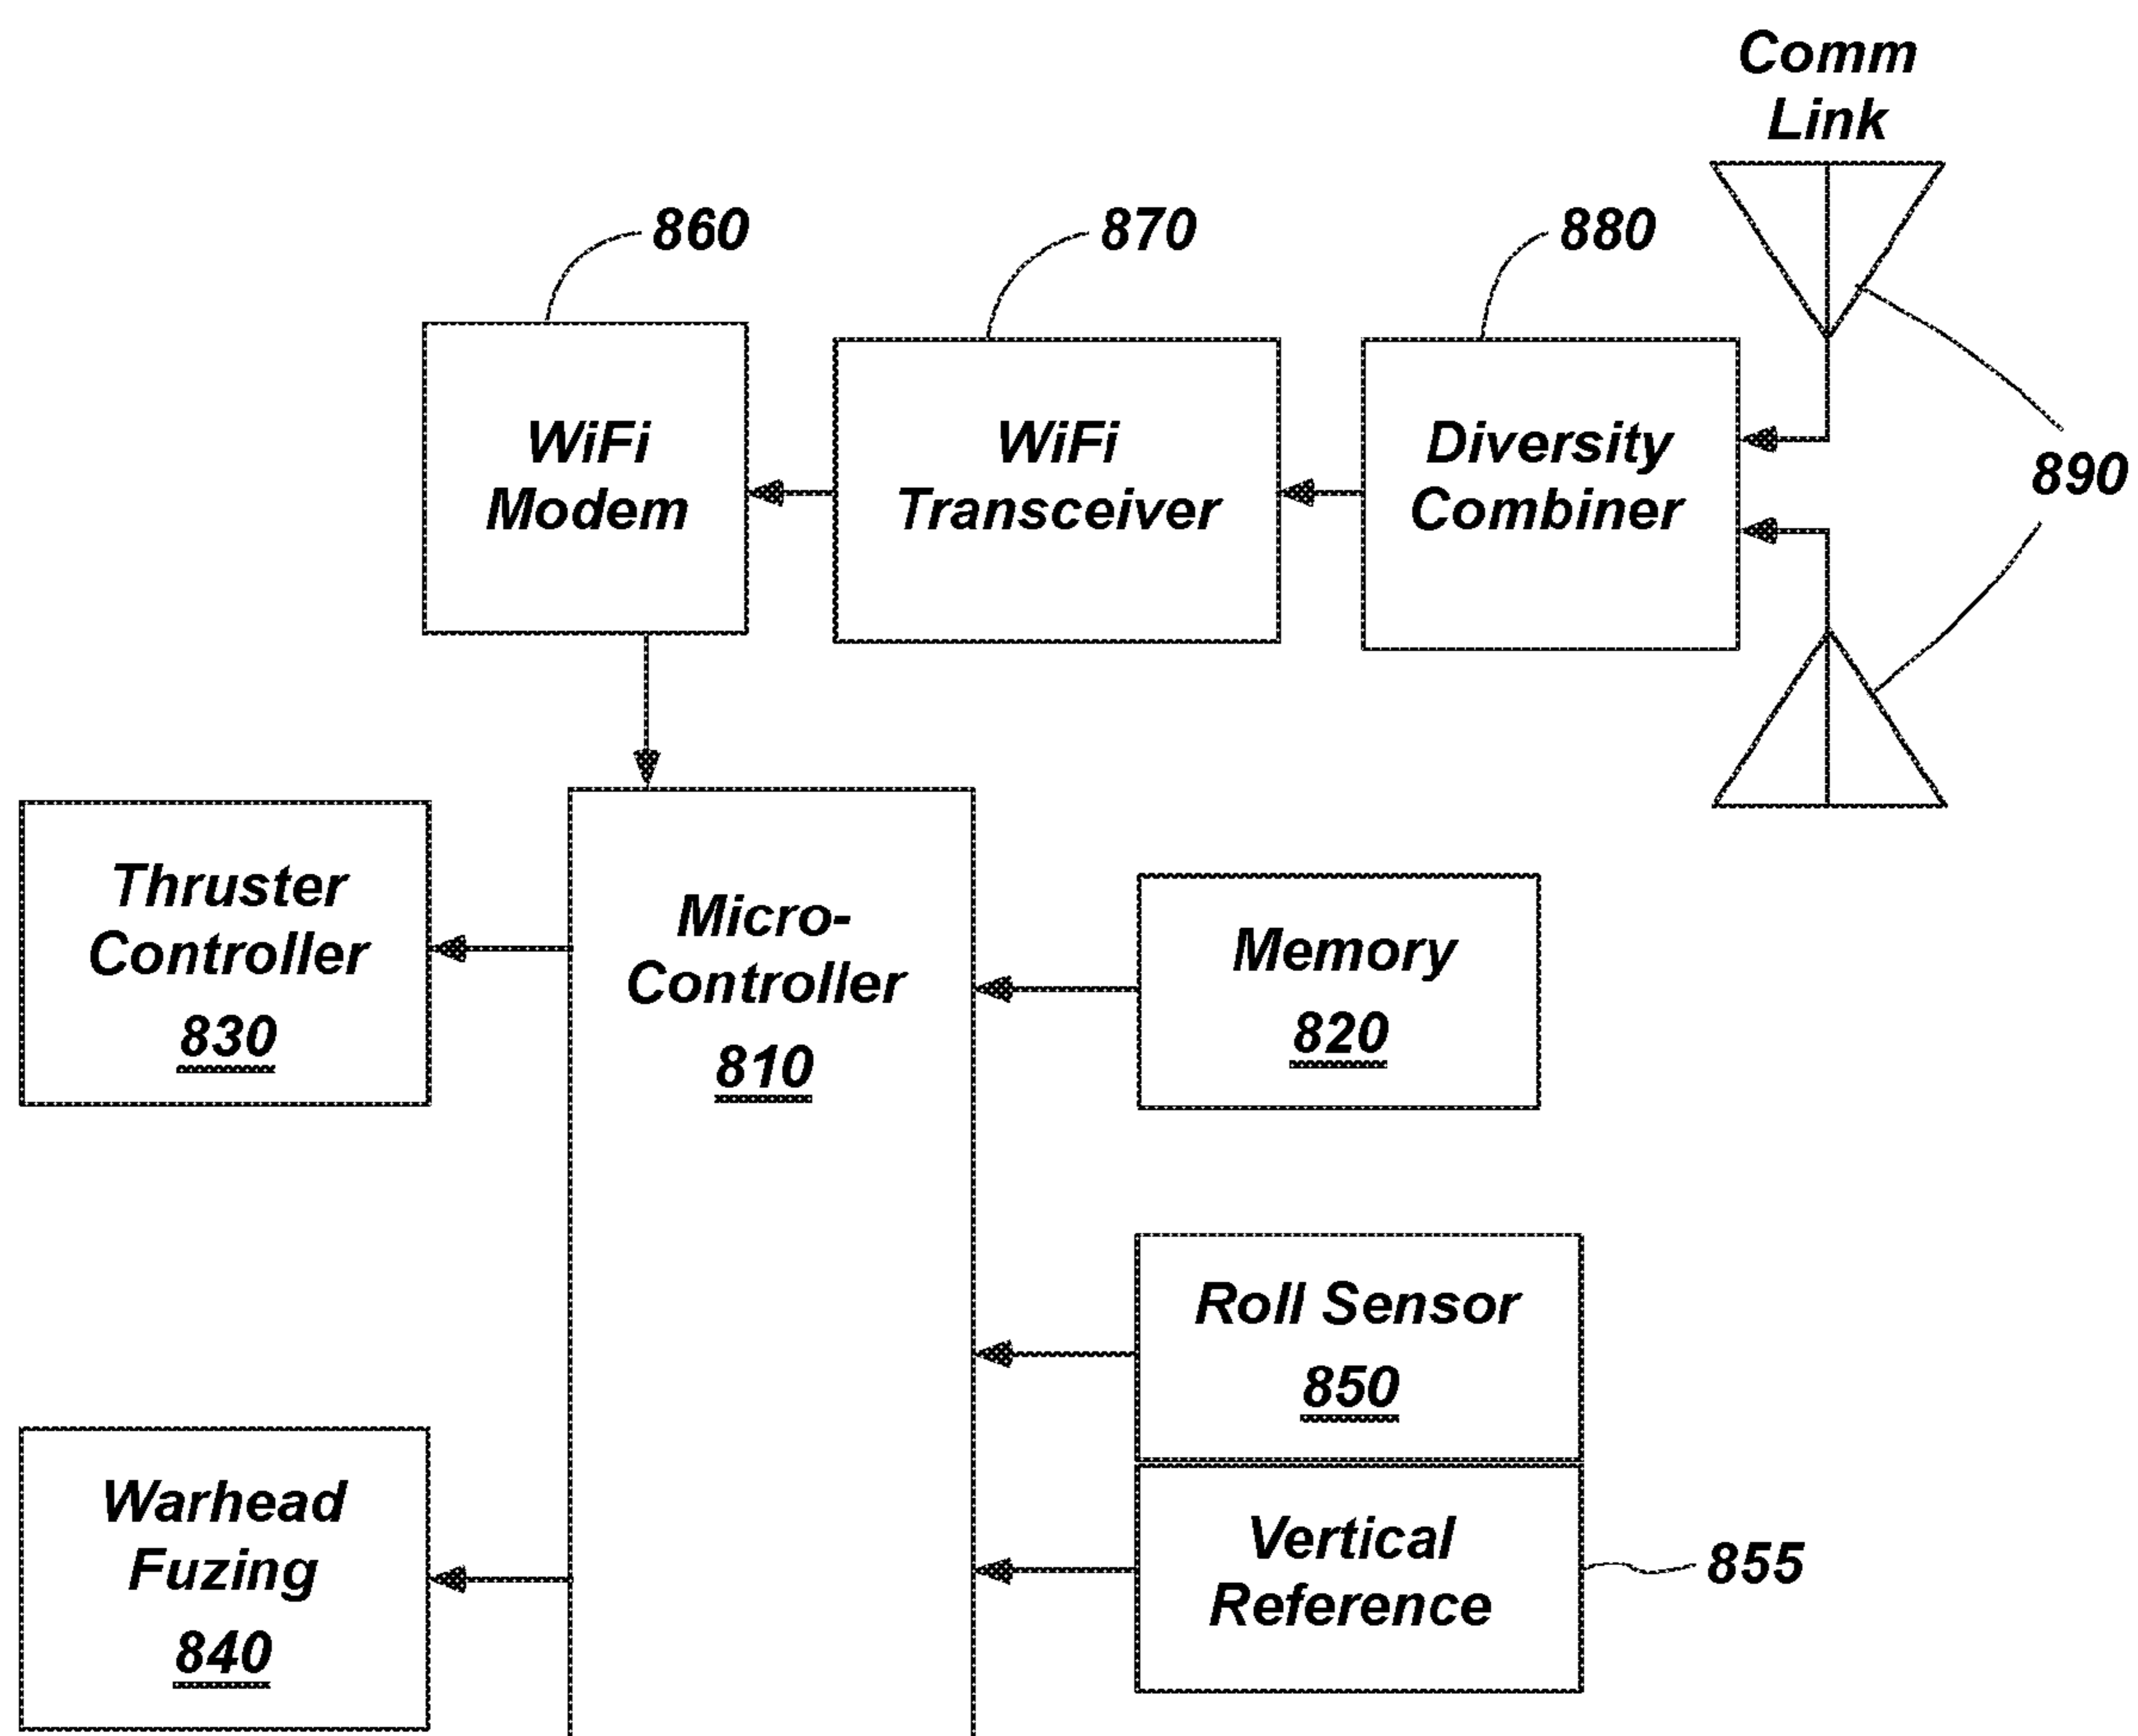 Comm
Link
860
870
880
WiFi
Modem
WiFi
Transceiver
Diversity
Combiner
890
Thruster
Controller
830
Micro-
Controller
810
Memory
820
Roll Sensor
850
Warhead
Fuzing
840
Vertical
Reference
855